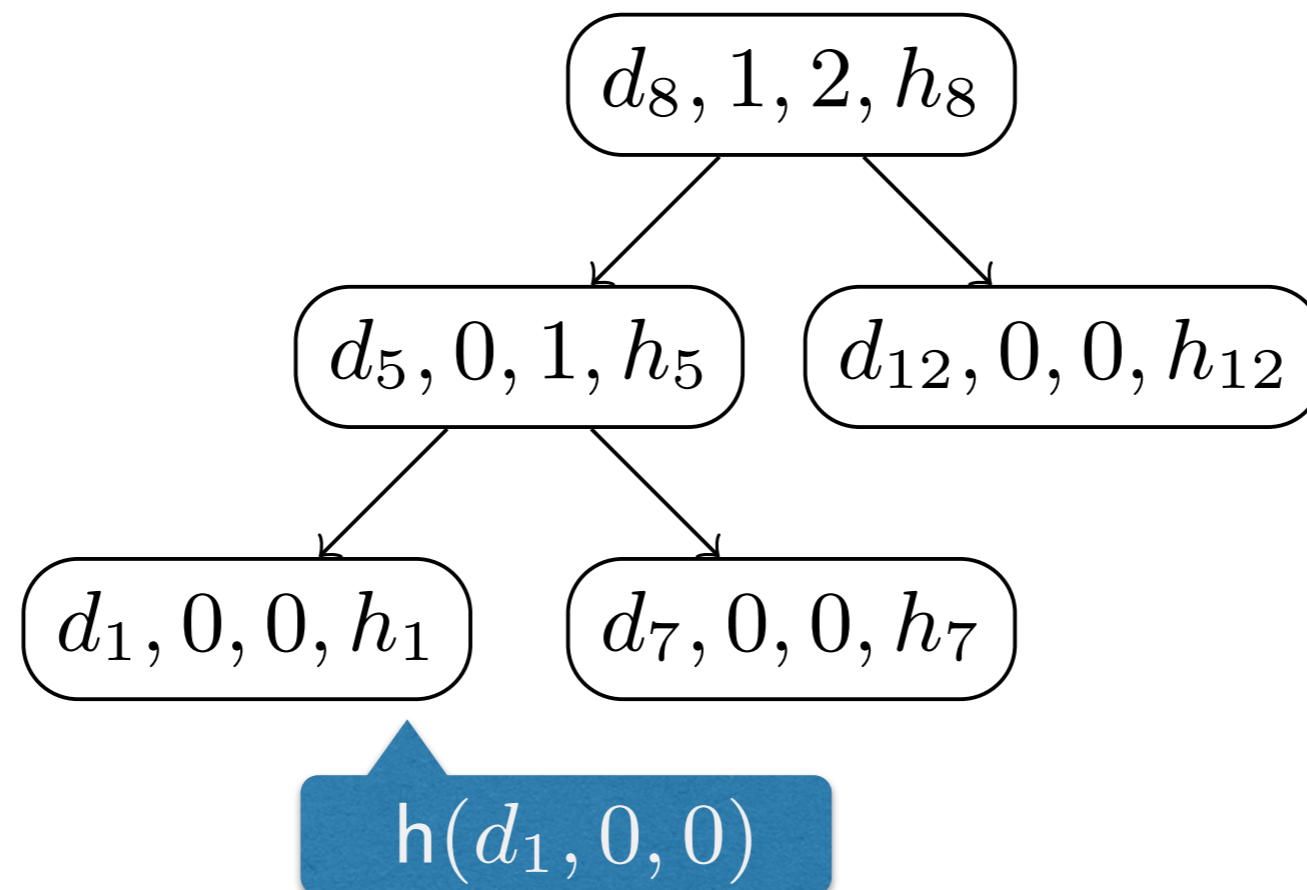 d₈, 1, 2, h₈
d₅, 0, 1, h₅
d₁₂, 0, 0, h₁₂
d₁, 0, 0, h₁
d₇, 0, 0, h₇
h(d₁, 0, 0)